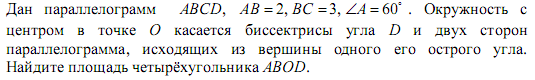 Дан параллелограмм ABCD, AB = 2, BC = 3, ∠A = 60°. Окружность с
центром в точке O касается биссектрисы угла D и двух сторон
параллелограмма, исходящих из вершины одного его острого угла.
Найдите площадь четырёхугольника ABOD.